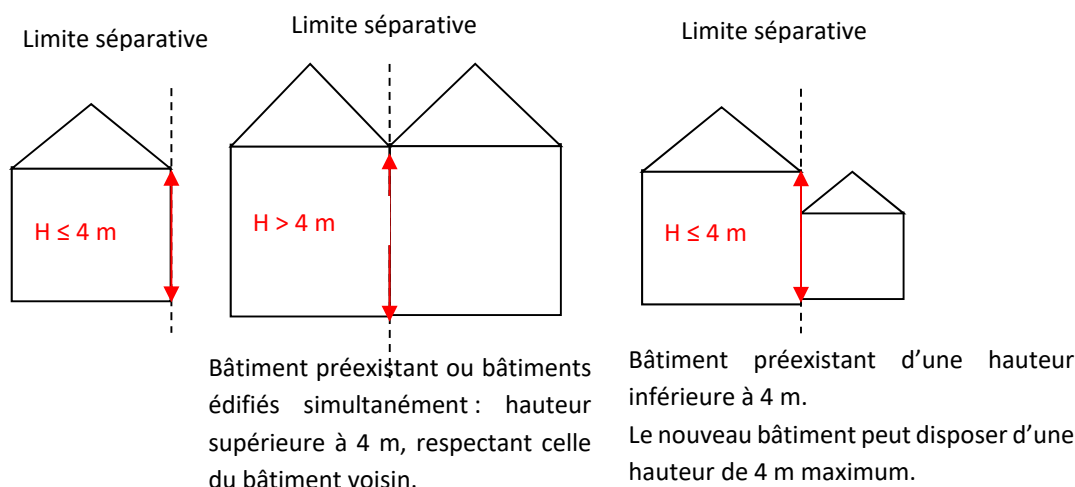 Limite séparative
Limite séparative
Limite séparative
H ≤ 4 m
H > 4 m
H ≤ 4 m
Bâtiment préexistant ou bâtiments
édifiés simultanément : hauteur
supérieure à 4 m, respectant celle
du bâtiment voisin.
Bâtiment préexistant d’une hauteur
inférieure à 4 m.
Le nouveau bâtiment peut disposer d’une
hauteur de 4 m maximum.